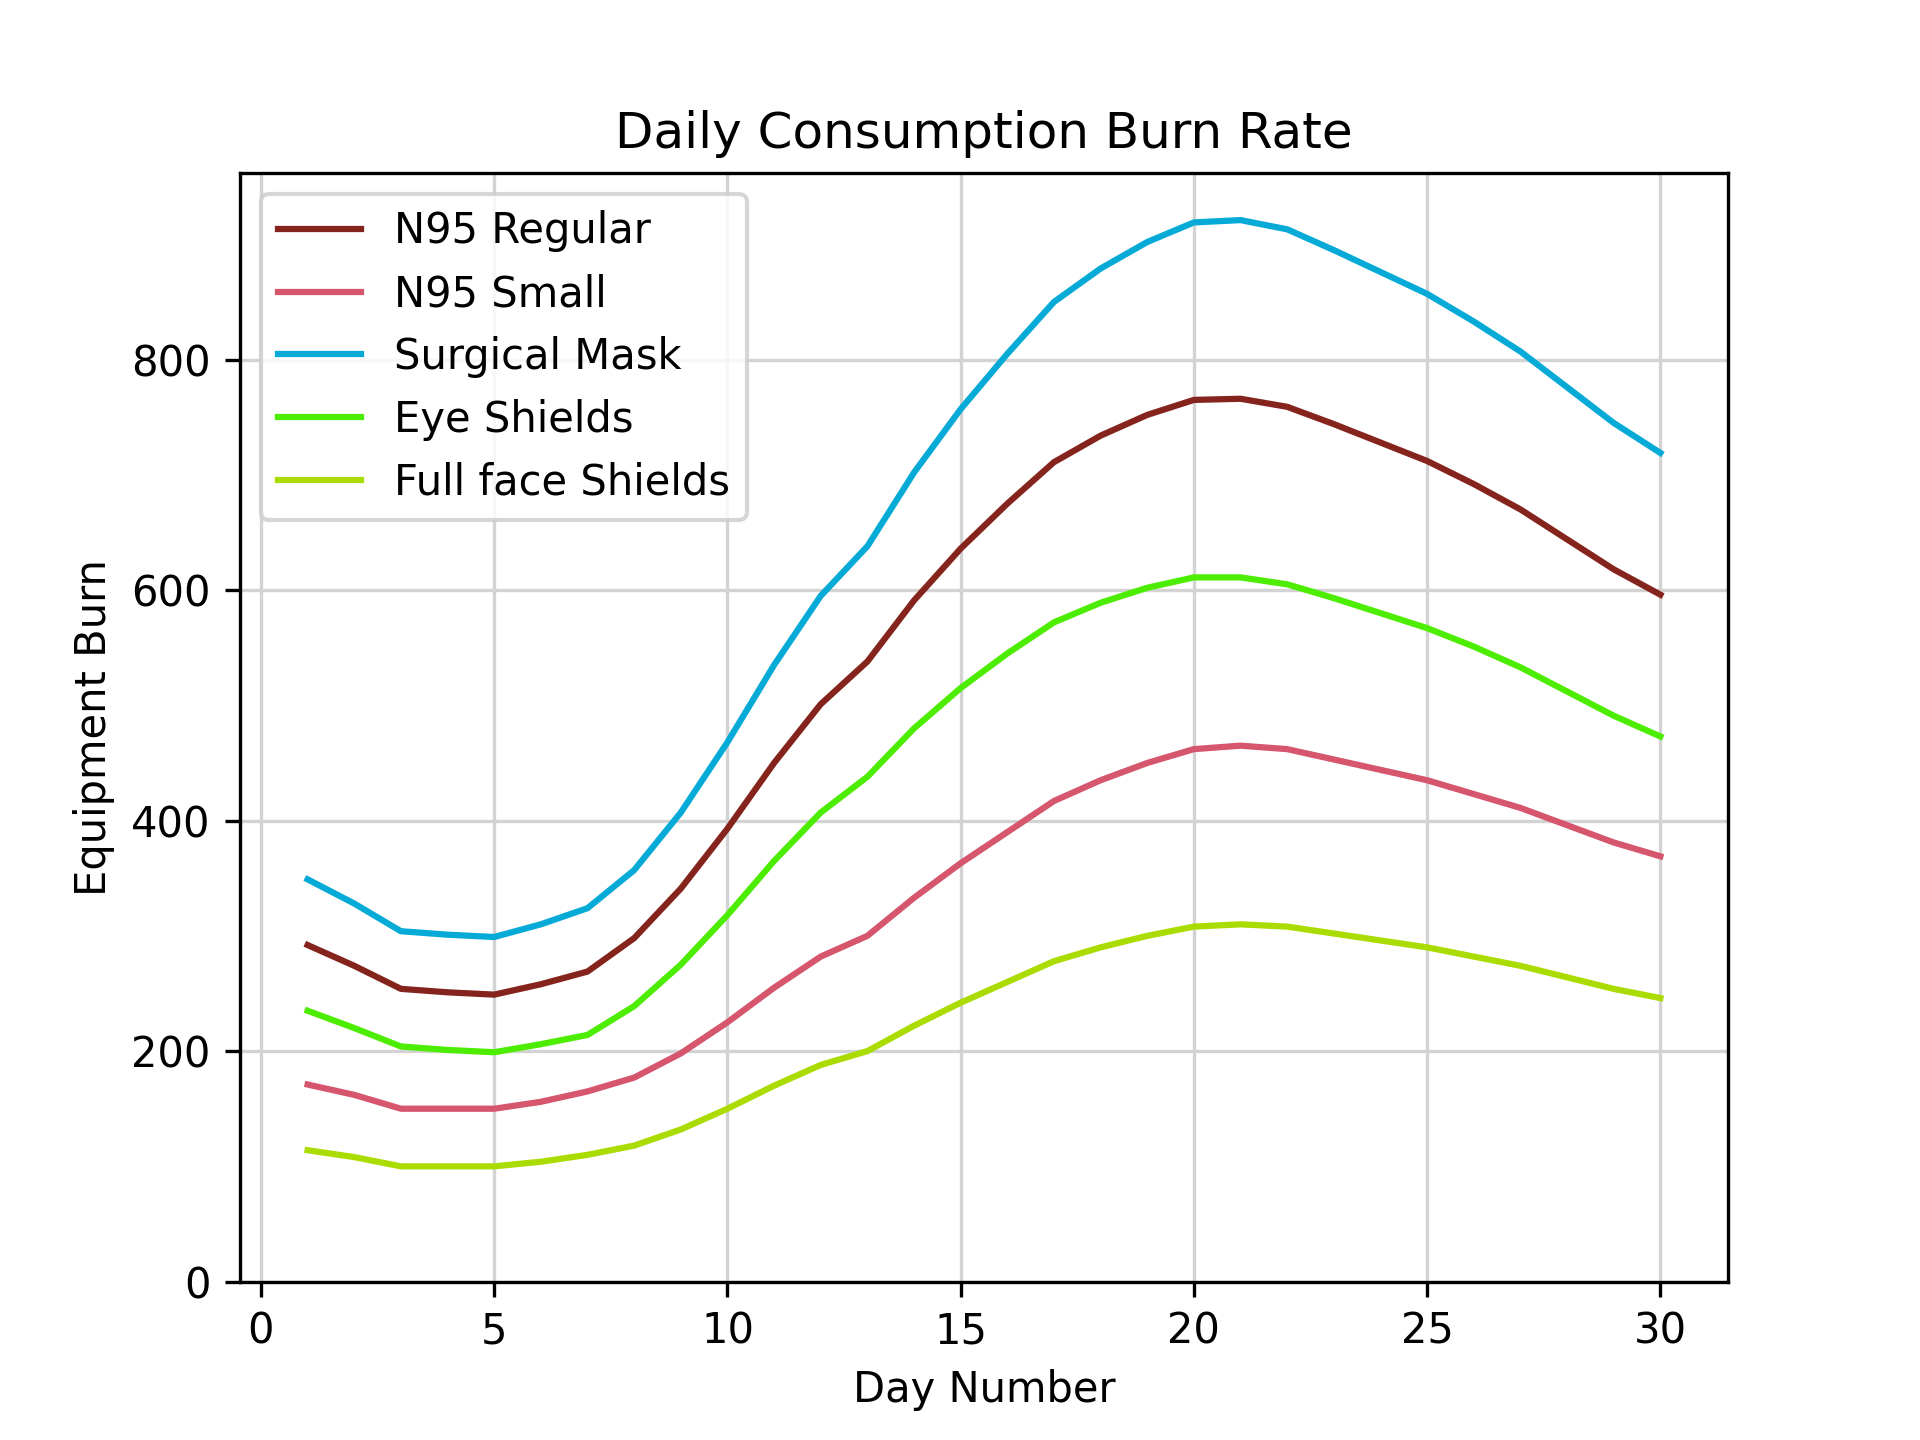 Daily Consumption Burn Rate
N95 Regular
N95 Small
Surgical Mask
Eye Shields
Full face Shields
Equipment Burn
800
600
400
200
0
0 5 10 15 20 25 30
Day Number